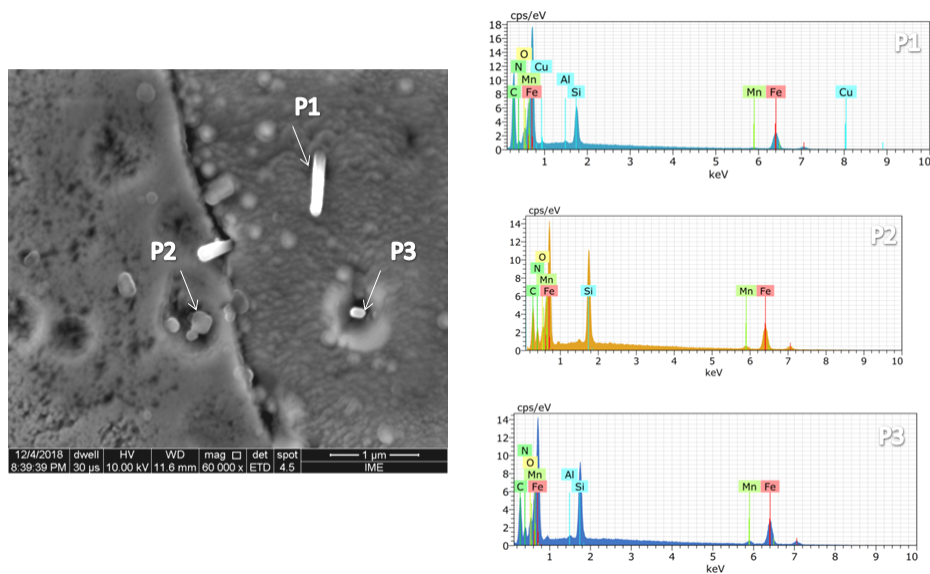 P1
P2
P3
12/4/2018 dwell HV WD mag □ det spot 1 µm
8:39:39 PM 30 µs 10.00 kV 11.6 mm 60 000 x ETD 4.5 IME
cps/eV
P1
18
16
14
12
10
8
6
4
2
0
O
N Cu
Mn Al
C Fe Si Mn Fe Cu
1 2 3 4 5 6 7 8 9 10
keV
cps/eV
P2
14
12
10
8
6
4
2
0
O
N
Mn
C Fe Si Mn Fe
1 2 3 4 5 6 7 8 9 10
keV
cps/eV
P3
14
12
10
8
6
4
2
0
N
O
Mn Al
C Fe Si Mn Fe
1 2 3 4 5 6 7 8 9 10
keV